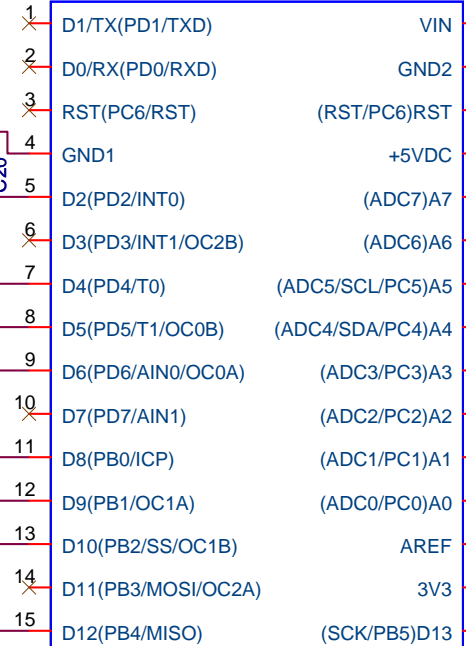 1 D1/TX(PD1/TXD) VIN
2 D0/RX(PD0/RXD) GND2
3 RST(PC6/RST) (RST/PC6)RST
4 GND1 +5VDC
5 D2(PD2/INT0) (ADC7)A7
6 D3(PD3/INT1/OC2B) (ADC6)A6
7 D4(PD4/T0) (ADC5/SCL/PC5)A5
8 D5(PD5/T1/OC0B) (ADC4/SDA/PC4)A4
9 D6(PD6/AIN0/OC0A) (ADC3/PC3)A3
10 D7(PD7/AIN1) (ADC2/PC2)A2
11 D8(PB0/ICP) (ADC1/PC1)A1
12 D9(PB1/OC1A) (ADC0/PC0)A0
13 D10(PB2/SS/OC1B) AREF
14 D11(PB3/MOSI/OC2A) 3V3
15 D12(PB4/MISO) (SCK/PB5)D13